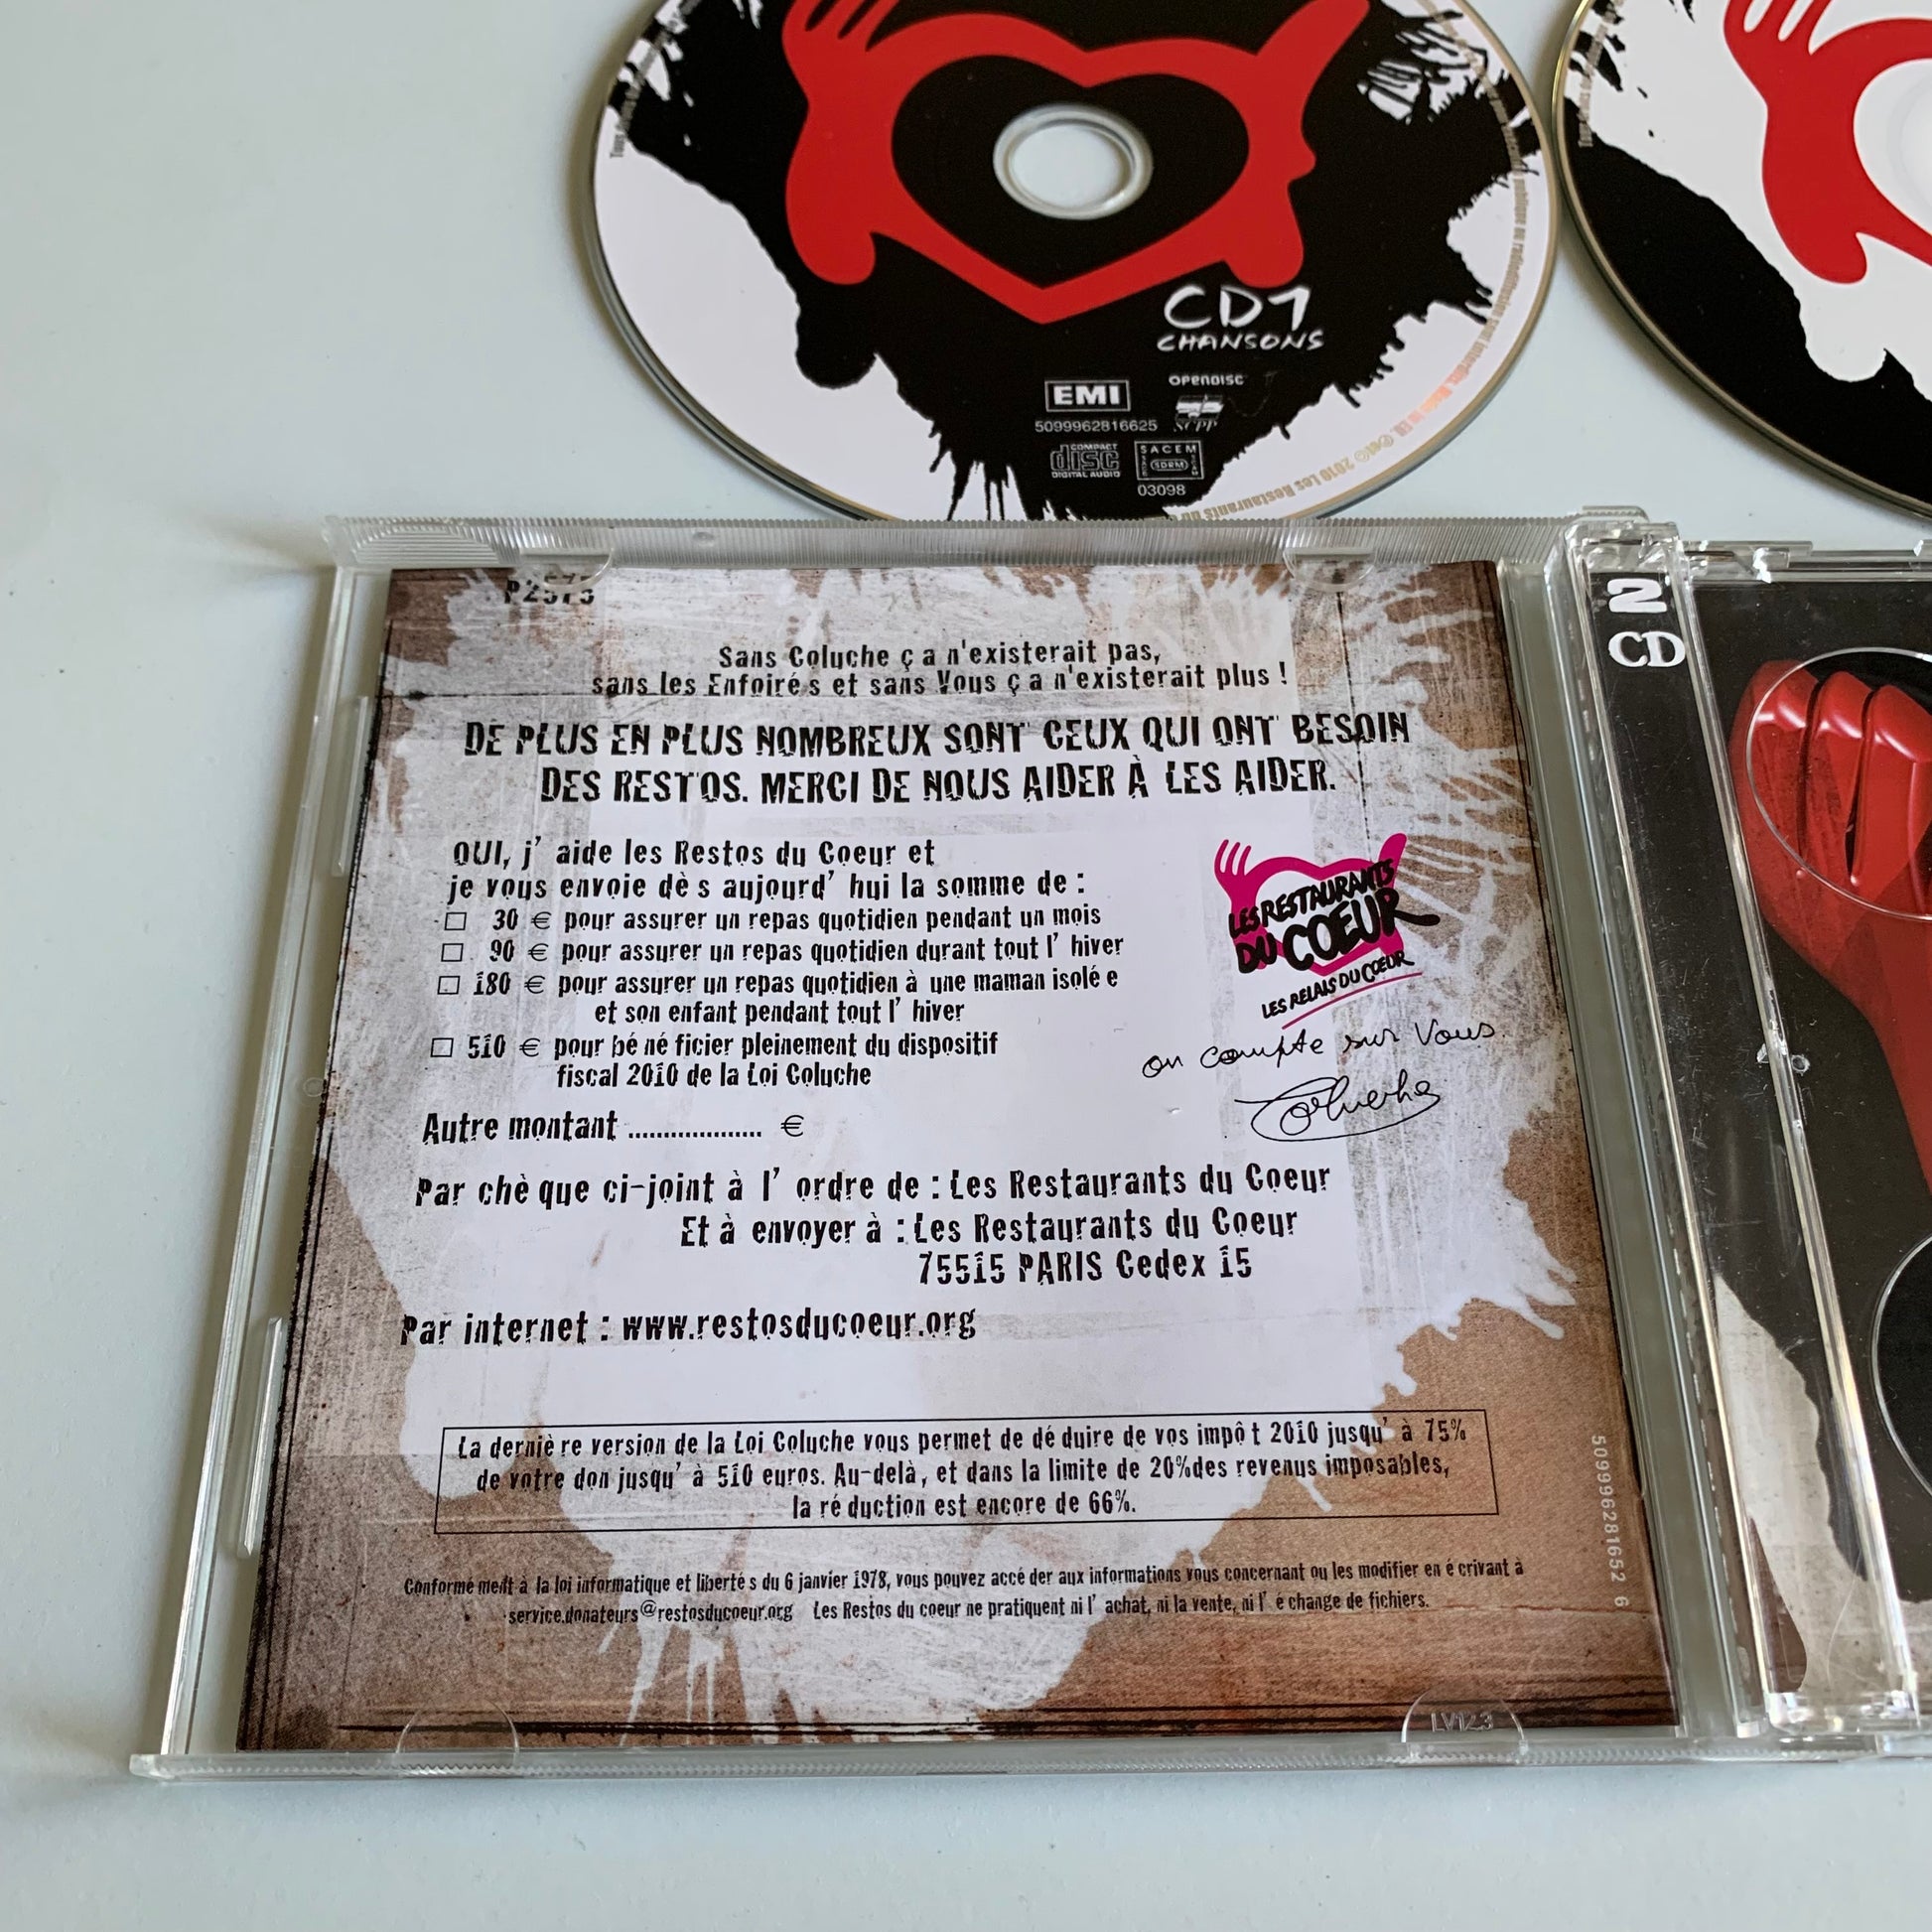 CD1
CHANSONS
EMI
OPENDISC
5099962816625
SCPP
COMPACT
disc
DIGITAL AUDIO
SACEM
SDRM
03098
2
CD
Sans Coluche ça n'existerait pas,
sans les Enfoirés et sans Vous ça n'existerait plus !
DE PLUS EN PLUS NOMBREUX SONT CEUX QUI ONT BESOIN
DES RESTOS. MERCI DE NOUS AIDER À LES AIDER.
OUI, j' aide les Restos du Coeur et
je vous envoie dès aujourd' hui la somme de :
30 € pour assurer un repas quotidien pendant un mois
90 € pour assurer un repas quotidien durant tout l' hiver
180 € pour assurer un repas quotidien à une maman isolée
et son enfant pendant tout l' hiver
510 € pour bénéficier pleinement du dispositif
fiscal 2010 de la Loi Coluche
LES RESTAURANTS
DU COEUR
LES RELAIS DU COEUR
on compte sur Vous.
Coluche
Autre montant ................... €
Par chèque ci-joint à l' ordre de : Les Restaurants du Coeur
Et à envoyer à : Les Restaurants du Coeur
75515 PARIS Cedex 15
Par internet : www.restosducoeur.org
La dernière version de la Loi Coluche vous permet de déduire de vos impôt 2010 jusqu' à 75%
de votre don jusqu' à 510 euros. Au-delà, et dans la limite de 20%des revenus imposables,
la réduction est encore de 66%.
Conformément à la loi informatique et libertés du 6 janvier 1978, vous pouvez accéder aux informations vous concernant ou les modifier en écrivant à
service.donateurs@restosducoeur.org Les Restos du coeur ne pratiquent ni l' achat, ni la vente, ni l' échange de fichiers.
509996281652 6
LV123